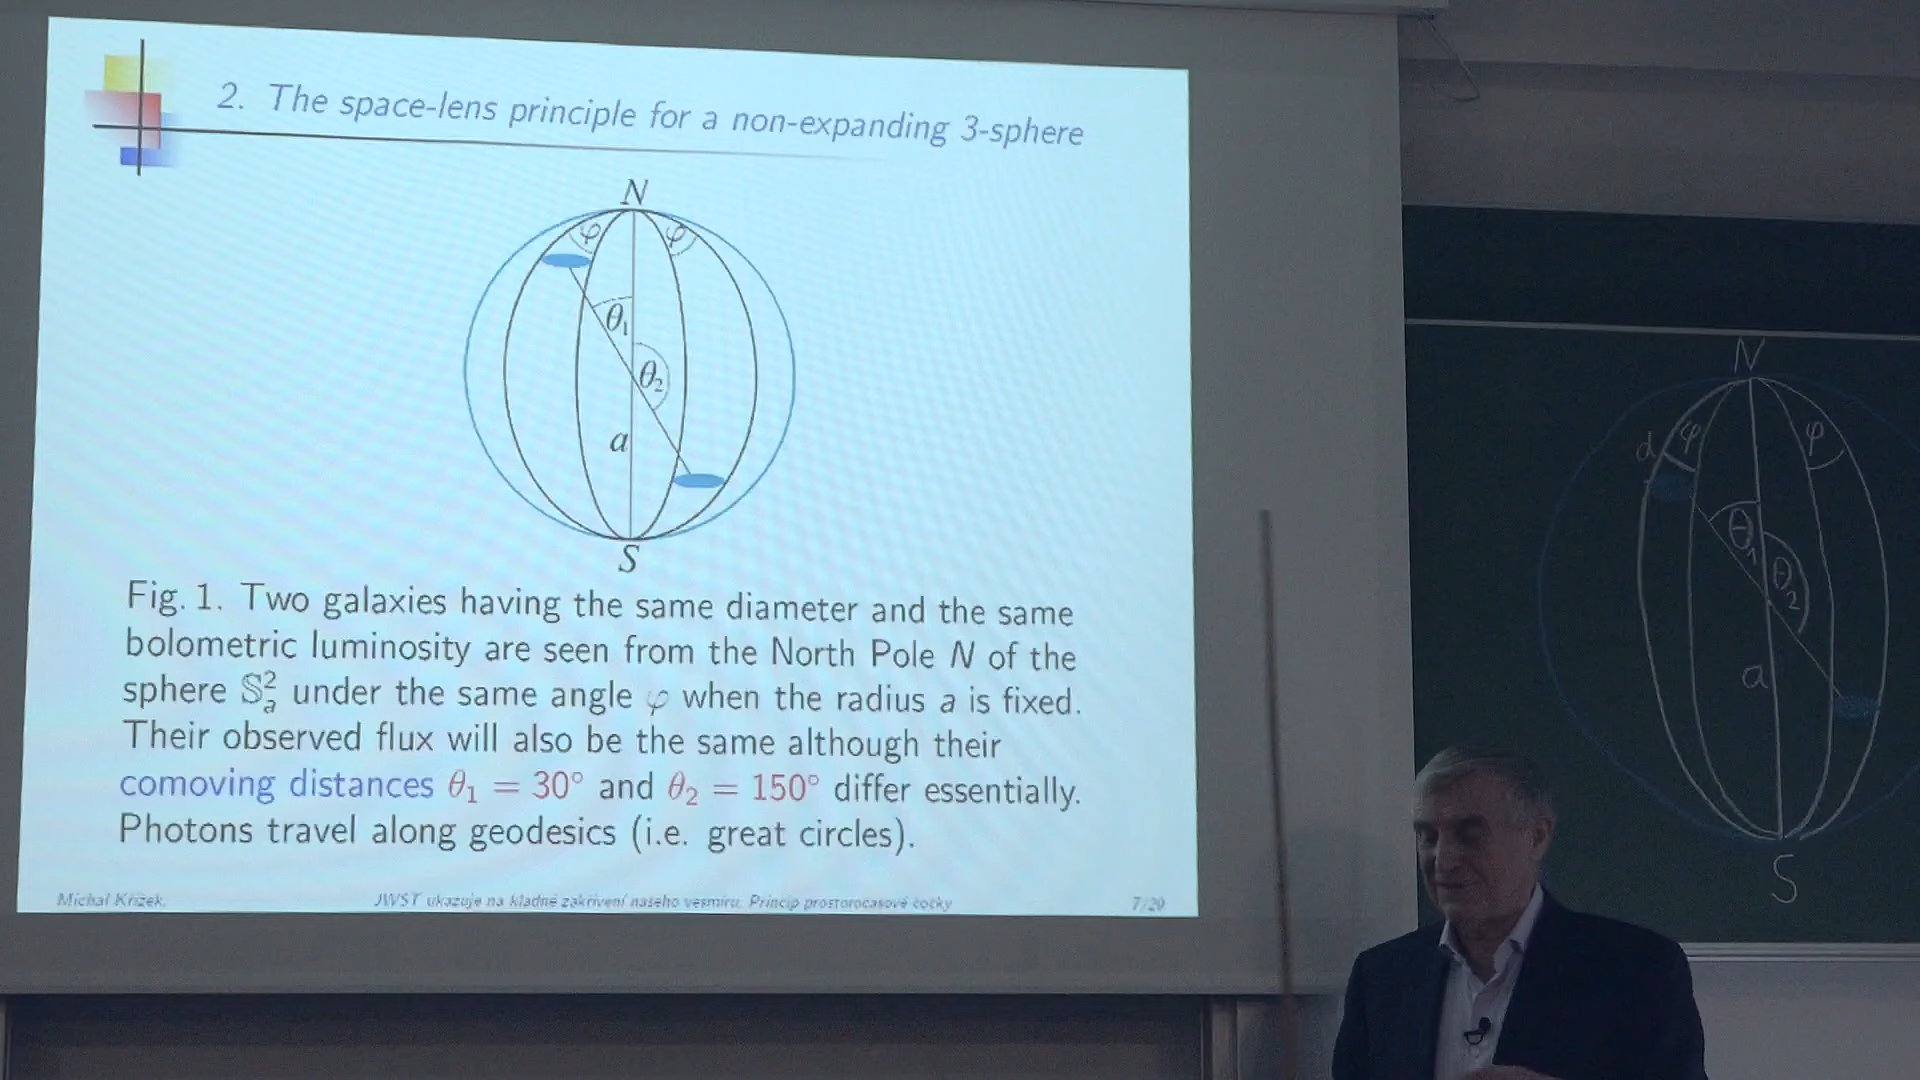 2. The space-lens principle for a non-expanding 3-sphere
N
φ φ
θ₁
θ₂
a
S
Fig. 1. Two galaxies having the same diameter and the same
bolometric luminosity are seen from the North Pole N of the
sphere 𝕊²ₐ under the same angle φ when the radius a is fixed.
Their observed flux will also be the same although their
comoving distances θ₁ = 30° and θ₂ = 150° differ essentially.
Photons travel along geodesics (i.e. great circles).
Michal Křížek, JWST ukazuje na kladné zakřivení našeho vesmíru. Princip prostoročasové čočky 7/20
N
d φ φ
θ₁
θ₂
a
S